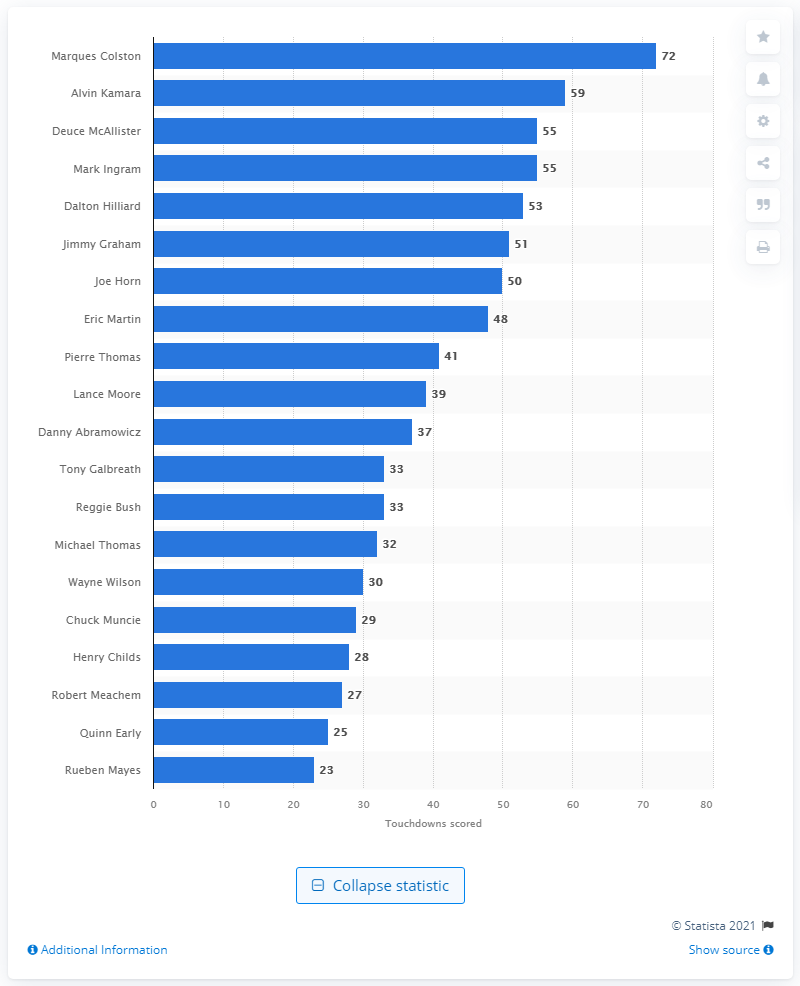 Marques Colston 72
Alvin Kamara 59
Deuce McAllister 55
Mark Ingram 55
Dalton Hilliard 53
Jimmy Graham 51
Joe Horn 50
Eric Martin 48
Pierre Thomas 41
Lance Moore 39
Danny Abramowicz 37
Tony Galbreath 33
Reggie Bush 33
Michael Thomas 32
Wayne Wilson 30
Chuck Muncie 29
Henry Childs 28
Robert Meachem 27
Quinn Early 25
Rueben Mayes 23
0 10 20 30 40 50 60 70 80
Touchdowns scored
Collapse statistic
© Statista 2021
Additional Information Show source